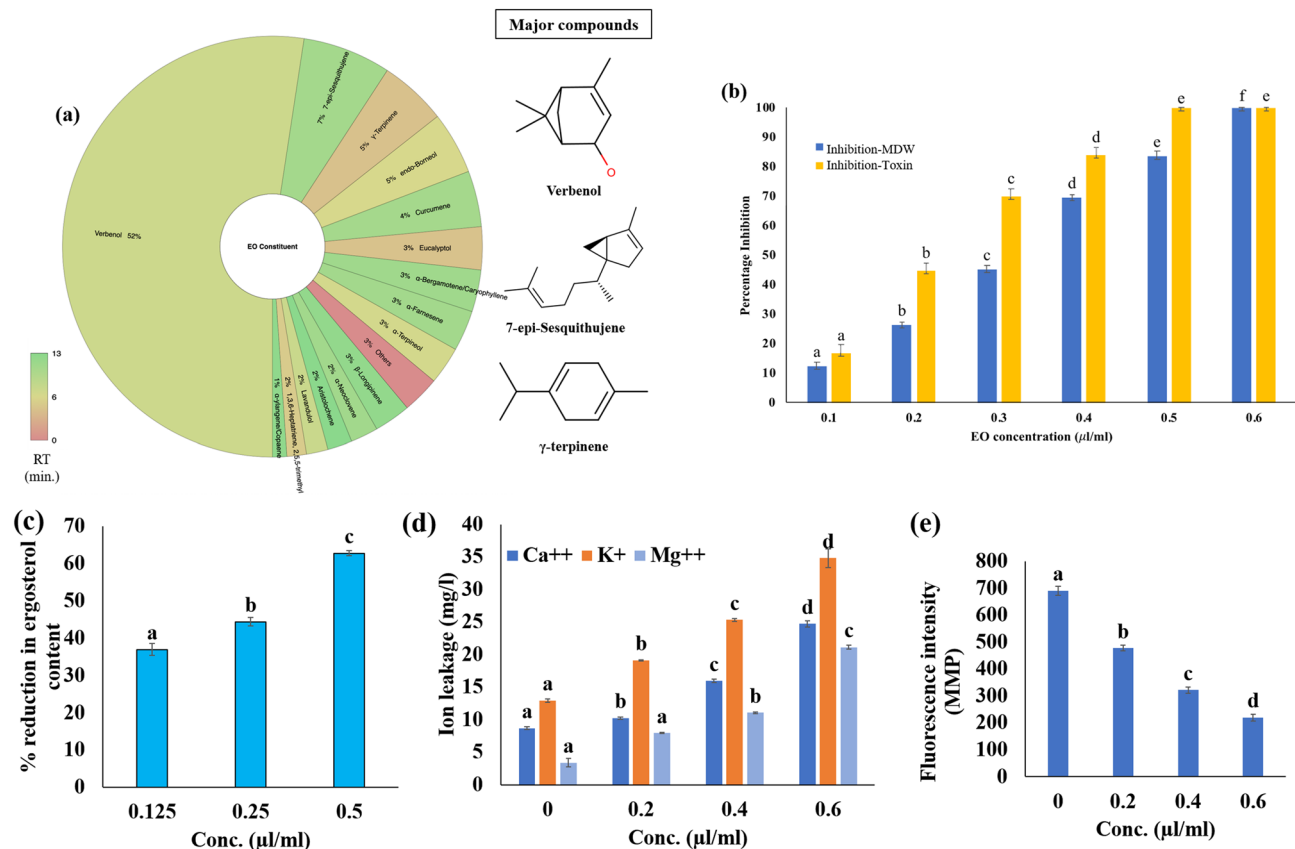 (a)
EO Constituent
Verbenol 52%
7% 7-epi-Sesquithujene
5% γ-Terpinene
5% endo-Borneol
4% Curcumene
3% Eucalyptol
3% α-Bergamotene/Caryophyllene
3% α-Farnesene
3% α-Terpineol
3% Others
3% β-Longipinene
2% α-Neoclovene
2% Aristolochene
2% Lavandulol
2% 1,3,6-Heptatriene, 2,5,5-trimethyl
1% α-ylangene/Copaene
13
6
0
RT
(min.)
Major compounds
O
Verbenol
7-epi-Sesquithujene
γ-terpinene
(b)
Percentage Inhibition
100
90
80
70
60
50
40
30
20
10
0
Inhibition-MDW
Inhibition-Toxin
a a b b c c d d e e f e
0.1 0.2 0.3 0.4 0.5 0.6
EO concentration (μl/ml)
(c)
% reduction in ergosterol
content
70
60
50
40
30
20
10
0
a b c
0.125 0.25 0.5
Conc. (μl/ml)
(d)
Ion leakage (mg/l)
40
35
30
25
20
15
10
5
0
Ca++ K+ Mg++
a a a b b a c c b d d c
0 0.2 0.4 0.6
Conc. (μl/ml)
(e)
Fluorescence intensity
(MMP)
800
700
600
500
400
300
200
100
0
a b c d
0 0.2 0.4 0.6
Conc. (μl/ml)